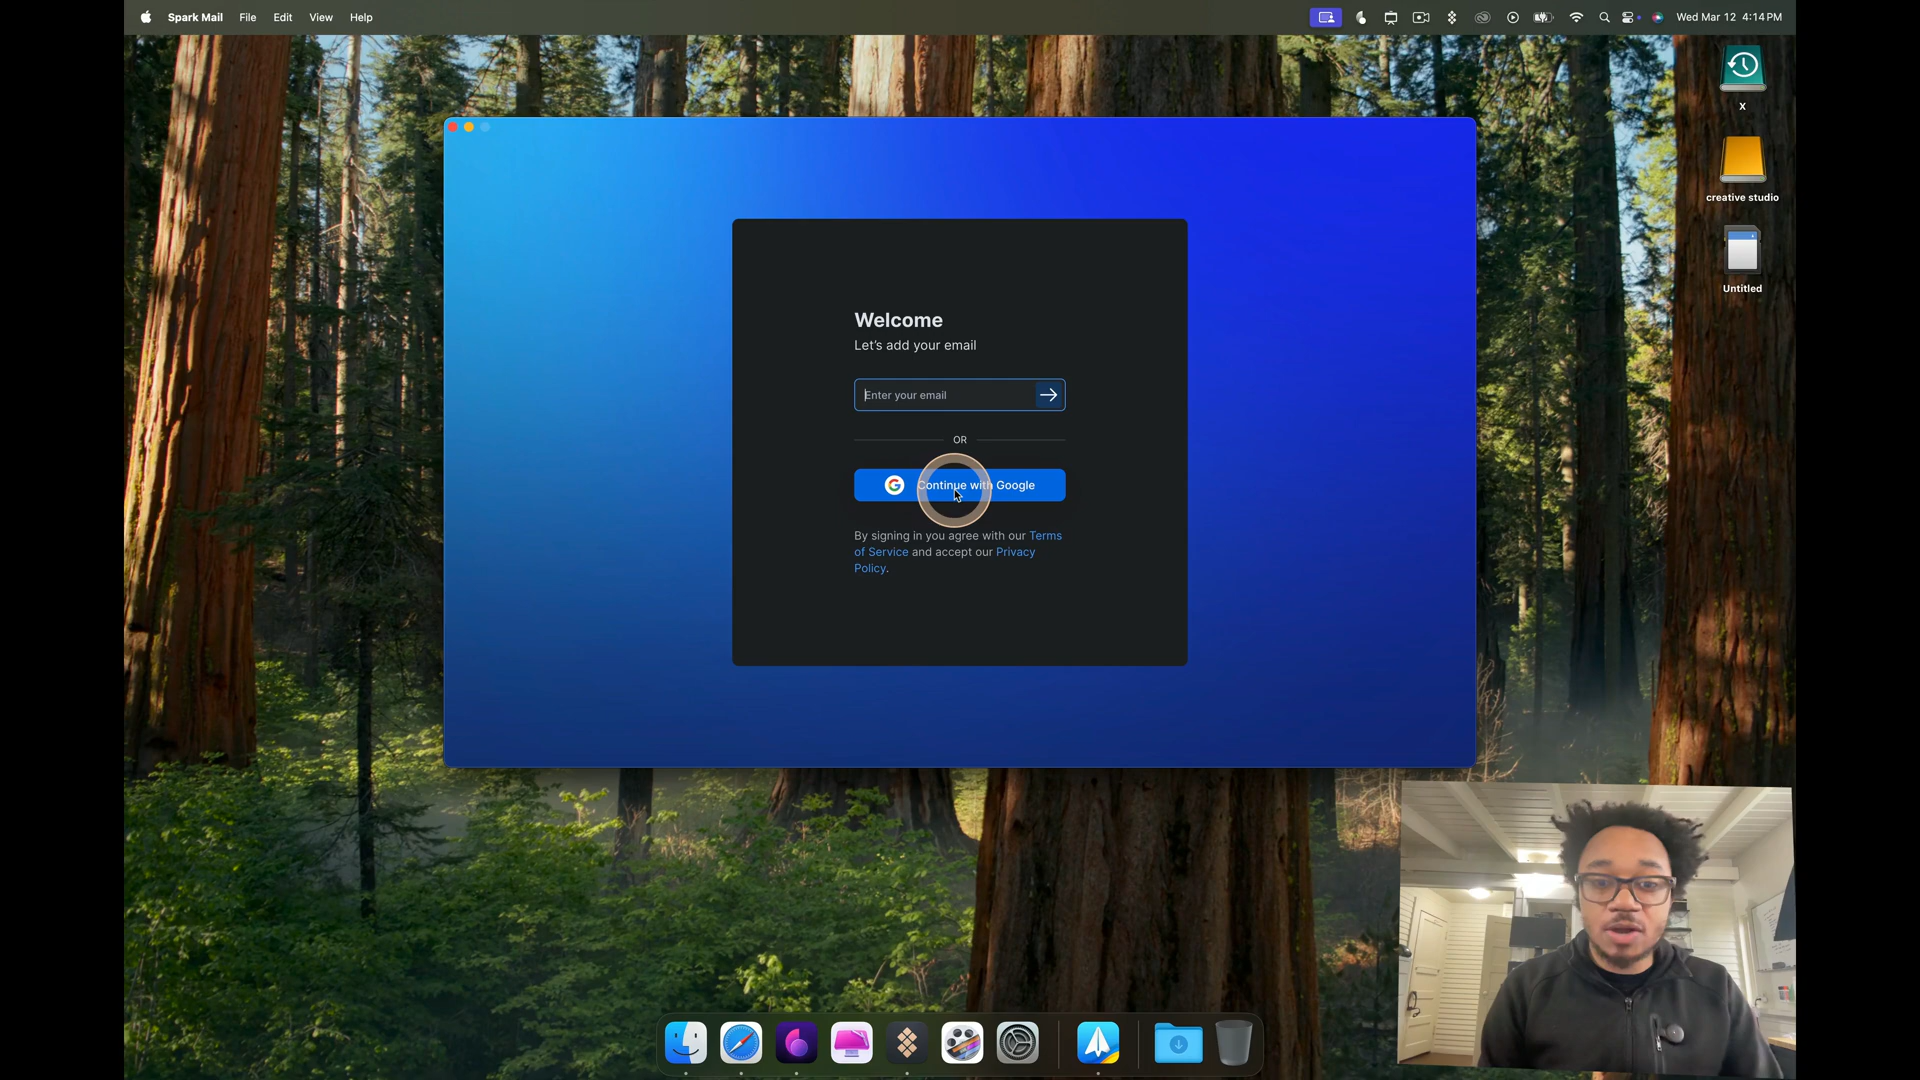 Spark Mail File Edit View Help
Wed Mar 12 4:14 PM
X
creative studio
Untitled
Welcome
Let's add your email
Enter your email
OR
Continue with Google
By signing in you agree with our Terms
of Service and accept our Privacy
Policy.